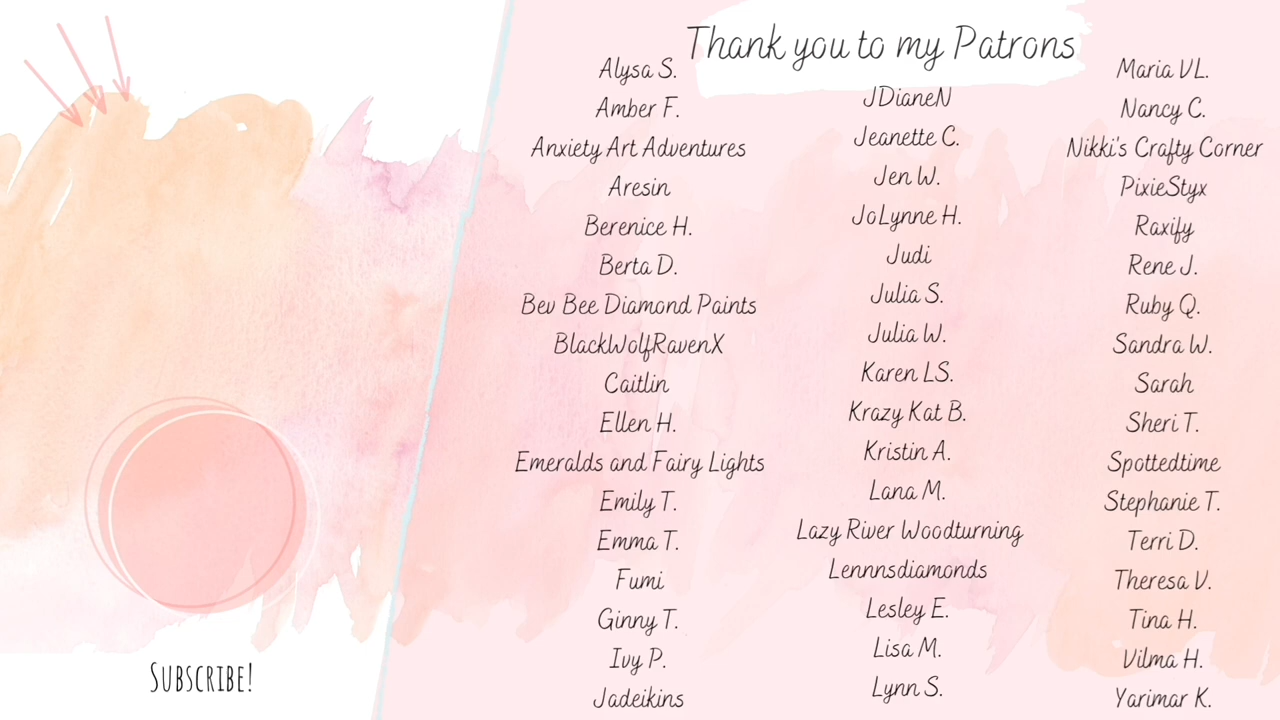 Thank you to my Patrons
Alysa S.
Amber F.
Anxiety Art Adventures
Aresin
Berenice H.
Berta D.
Bev Bee Diamond Paints
BlackWolfRavenX
Caitlin
Ellen H.
Emeralds and Fairy Lights
Emily T.
Emma T.
Fumi
Ginny T.
Ivy P.
Jadeikins
JDianeN
Jeanette C.
Jen W.
JoLynne H.
Judi
Julia S.
Julia W.
Karen LS.
Krazy Kat B.
Kristin A.
Lana M.
Lazy River Woodturning
Lennnsdiamonds
Lesley E.
Lisa M.
Lynn S.
Maria VL.
Nancy C.
Nikki's Crafty Corner
PixieStyx
Raxify
Rene J.
Ruby Q.
Sandra W.
Sarah
Sheri T.
Spottedtime
Stephanie T.
Terri D.
Theresa V.
Tina H.
Vilma H.
Yarimar K.
Subscribe!